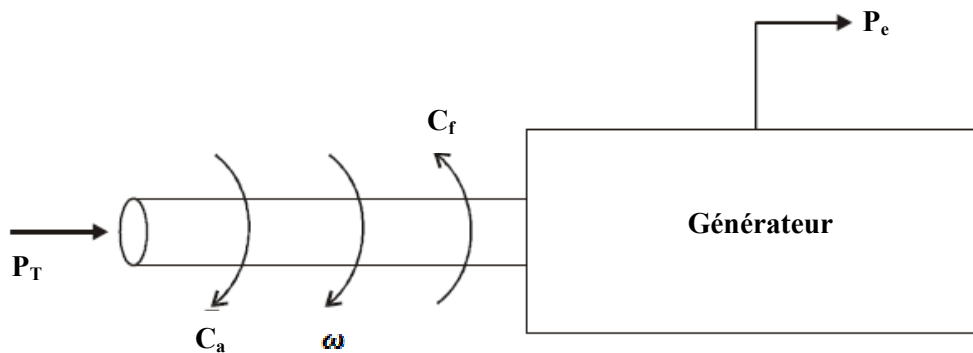 Pe
Cf
Générateur
PT
Ca
ω